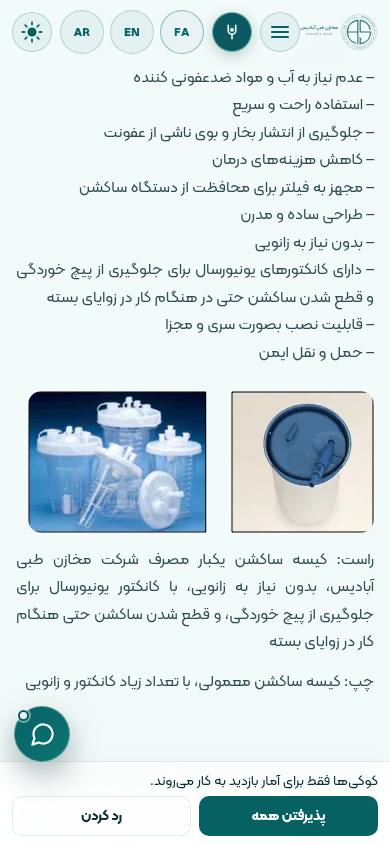 مخازن طبی آبادیس
FA
EN
AR
– عدم نیاز به آب و مواد ضدعفونی کننده
– استفاده راحت و سریع
– جلوگیری از انتشار بخار و بوی ناشی از عفونت
– کاهش هزینه‌های درمان
– مجهز به فیلتر برای محافظت از دستگاه ساکشن
– طراحی ساده و مدرن
– بدون نیاز به زانویی
– دارای کانکتورهای یونیورسال برای جلوگیری از پیچ خوردگی
و قطع شدن ساکشن حتی در هنگام کار در زوایای بسته
– قابلیت نصب بصورت سری و مجزا
– حمل و نقل ایمن
راست: کیسه ساکشن یکبار مصرف شرکت مخازن طبی
آبادیس، بدون نیاز به زانویی، با کانکتور یونیورسال برای
جلوگیری از پیچ خوردگی، و قطع شدن ساکشن حتی هنگام
کار در زوایای بسته
چپ: کیسه ساکشن معمولی، با تعداد زیاد کانکتور و زانویی
کوکی‌ها فقط برای آمار بازدید به کار می‌روند.
پذیرفتن همه
رد کردن